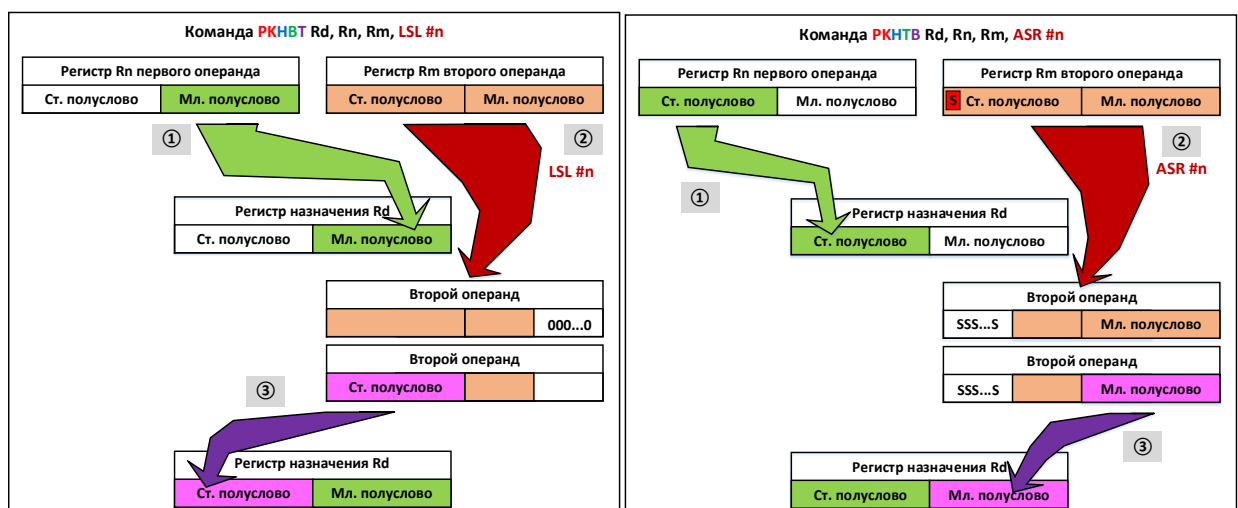 Команда PKHBT Rd, Rn, Rm, LSL #n
Регистр Rn первого операнда
Регистр Rm второго операнда
Ст. полуслово
Мл. полуслово
Ст. полуслово
Мл. полуслово
①
②
LSL #n
Регистр назначения Rd
Ст. полуслово
Мл. полуслово
Второй операнд
000...0
Второй операнд
Ст. полуслово
③
Регистр назначения Rd
Ст. полуслово
Мл. полуслово
Команда PKHTB Rd, Rn, Rm, ASR #n
Регистр Rn первого операнда
Регистр Rm второго операнда
Ст. полуслово
Мл. полуслово
S Ст. полуслово
Мл. полуслово
②
ASR #n
①
Регистр назначения Rd
Ст. полуслово
Мл. полуслово
Второй операнд
SSS...S
Мл. полуслово
Второй операнд
SSS...S
Мл. полуслово
③
Регистр назначения Rd
Ст. полуслово
Мл. полуслово